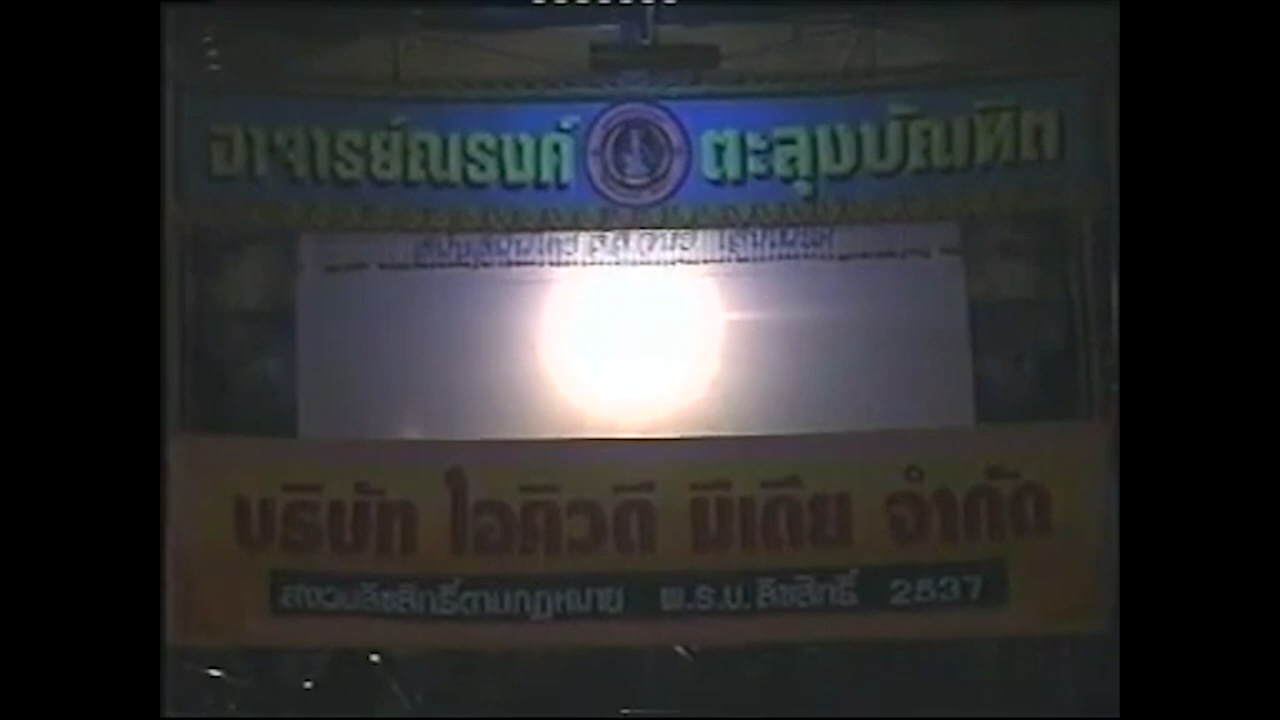 อาจารย์ณรงค์ ตะลุงบัณฑิต
บริษัท ไอคิวดี มีเดีย จำกัด
สงวนลิขสิทธิ์ตามกฎหมาย พ.ร.บ. ลิขสิทธิ์ 2537